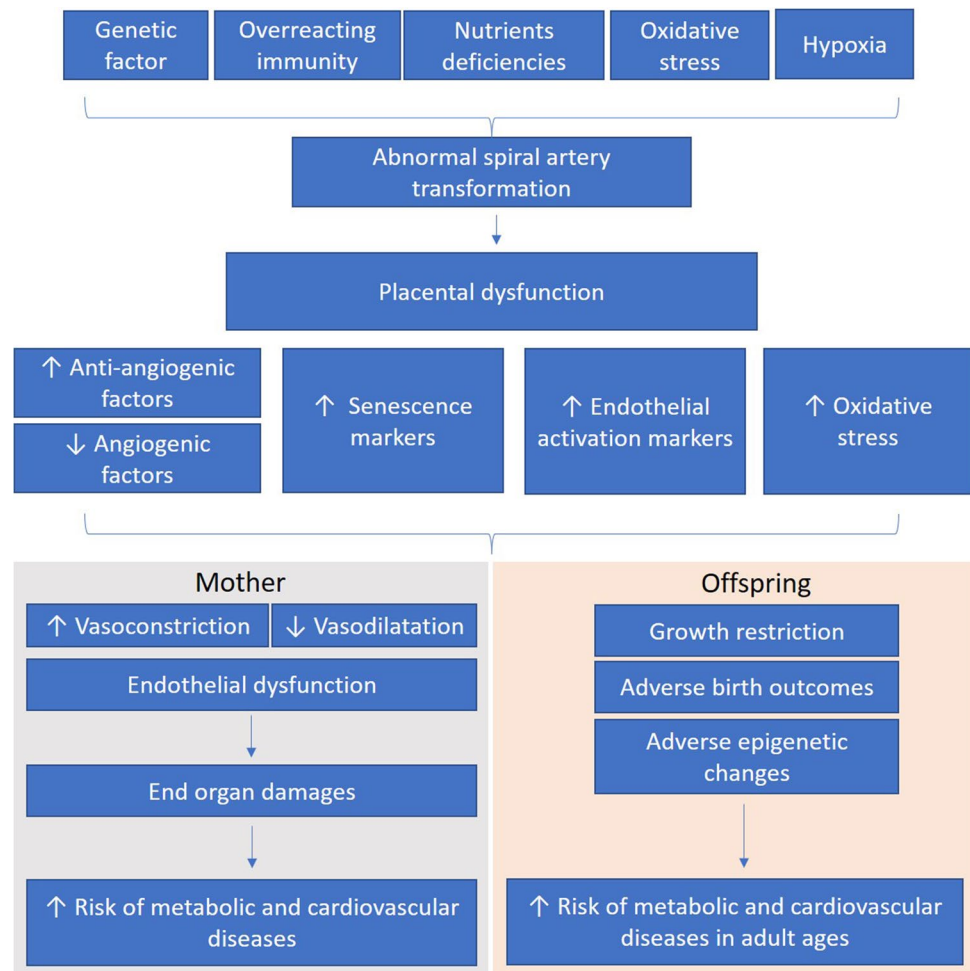 Genetic
factor
Overreacting
immunity
Nutrients
deficiencies
Oxidative
stress
Hypoxia
Abnormal spiral artery
transformation
Placental dysfunction
↑ Anti-angiogenic
factors
↓ Angiogenic
factors
↑ Senescence
markers
↑ Endothelial
activation markers
↑ Oxidative
stress
Mother
↑ Vasoconstriction
↓ Vasodilatation
Endothelial dysfunction
End organ damages
↑ Risk of metabolic and cardiovascular
diseases
Offspring
Growth restriction
Adverse birth outcomes
Adverse epigenetic
changes
↑ Risk of metabolic and cardiovascular
diseases in adult ages